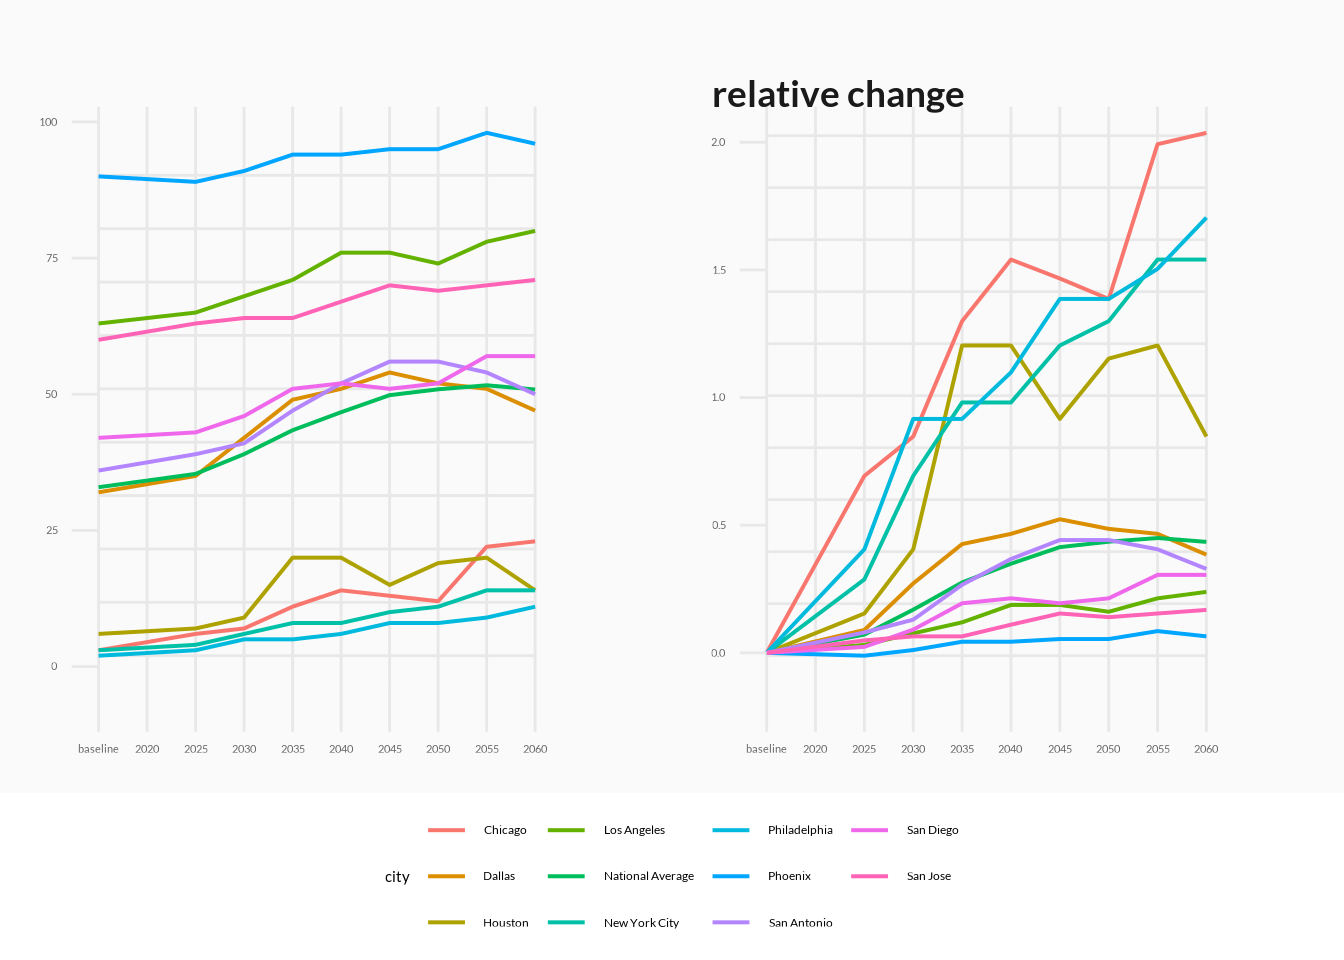 relative change
100
75
50
25
0
baseline 2020 2025 2030 2035 2040 2045 2050 2055 2060
2.0
1.5
1.0
0.5
0.0
baseline 2020 2025 2030 2035 2040 2045 2050 2055 2060
city
Chicago Los Angeles Philadelphia San Diego
Dallas National Average Phoenix San Jose
Houston New York City San Antonio